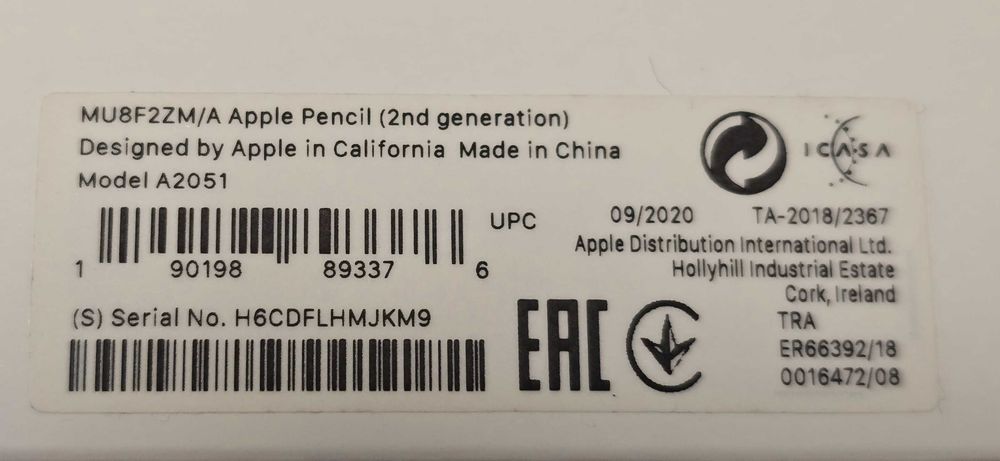 MU8F2ZM/A Apple Pencil (2nd generation)
Designed by Apple in California Made in China
Model A2051
UPC
1 90198 89337 6
(S) Serial No. H6CDFLHMJKM9
ICASA
09/2020 TA-2018/2367
Apple Distribution International Ltd.
Hollyhill Industrial Estate
Cork, Ireland
EAC
TRA
ER66392/18
0016472/08